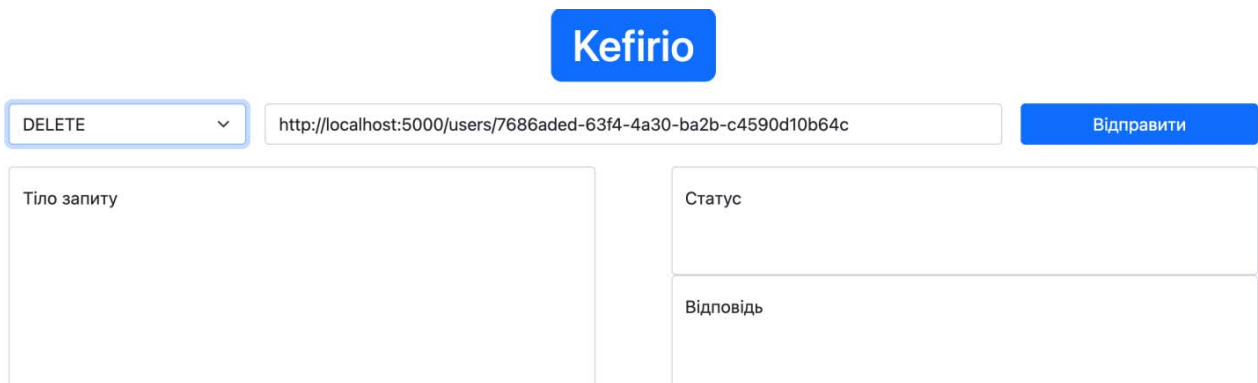 Kefirio
DELETE
http://localhost:5000/users/7686aded-63f4-4a30-ba2b-c4590d10b64c
Відправити
Тіло запиту
Статус
Відповідь